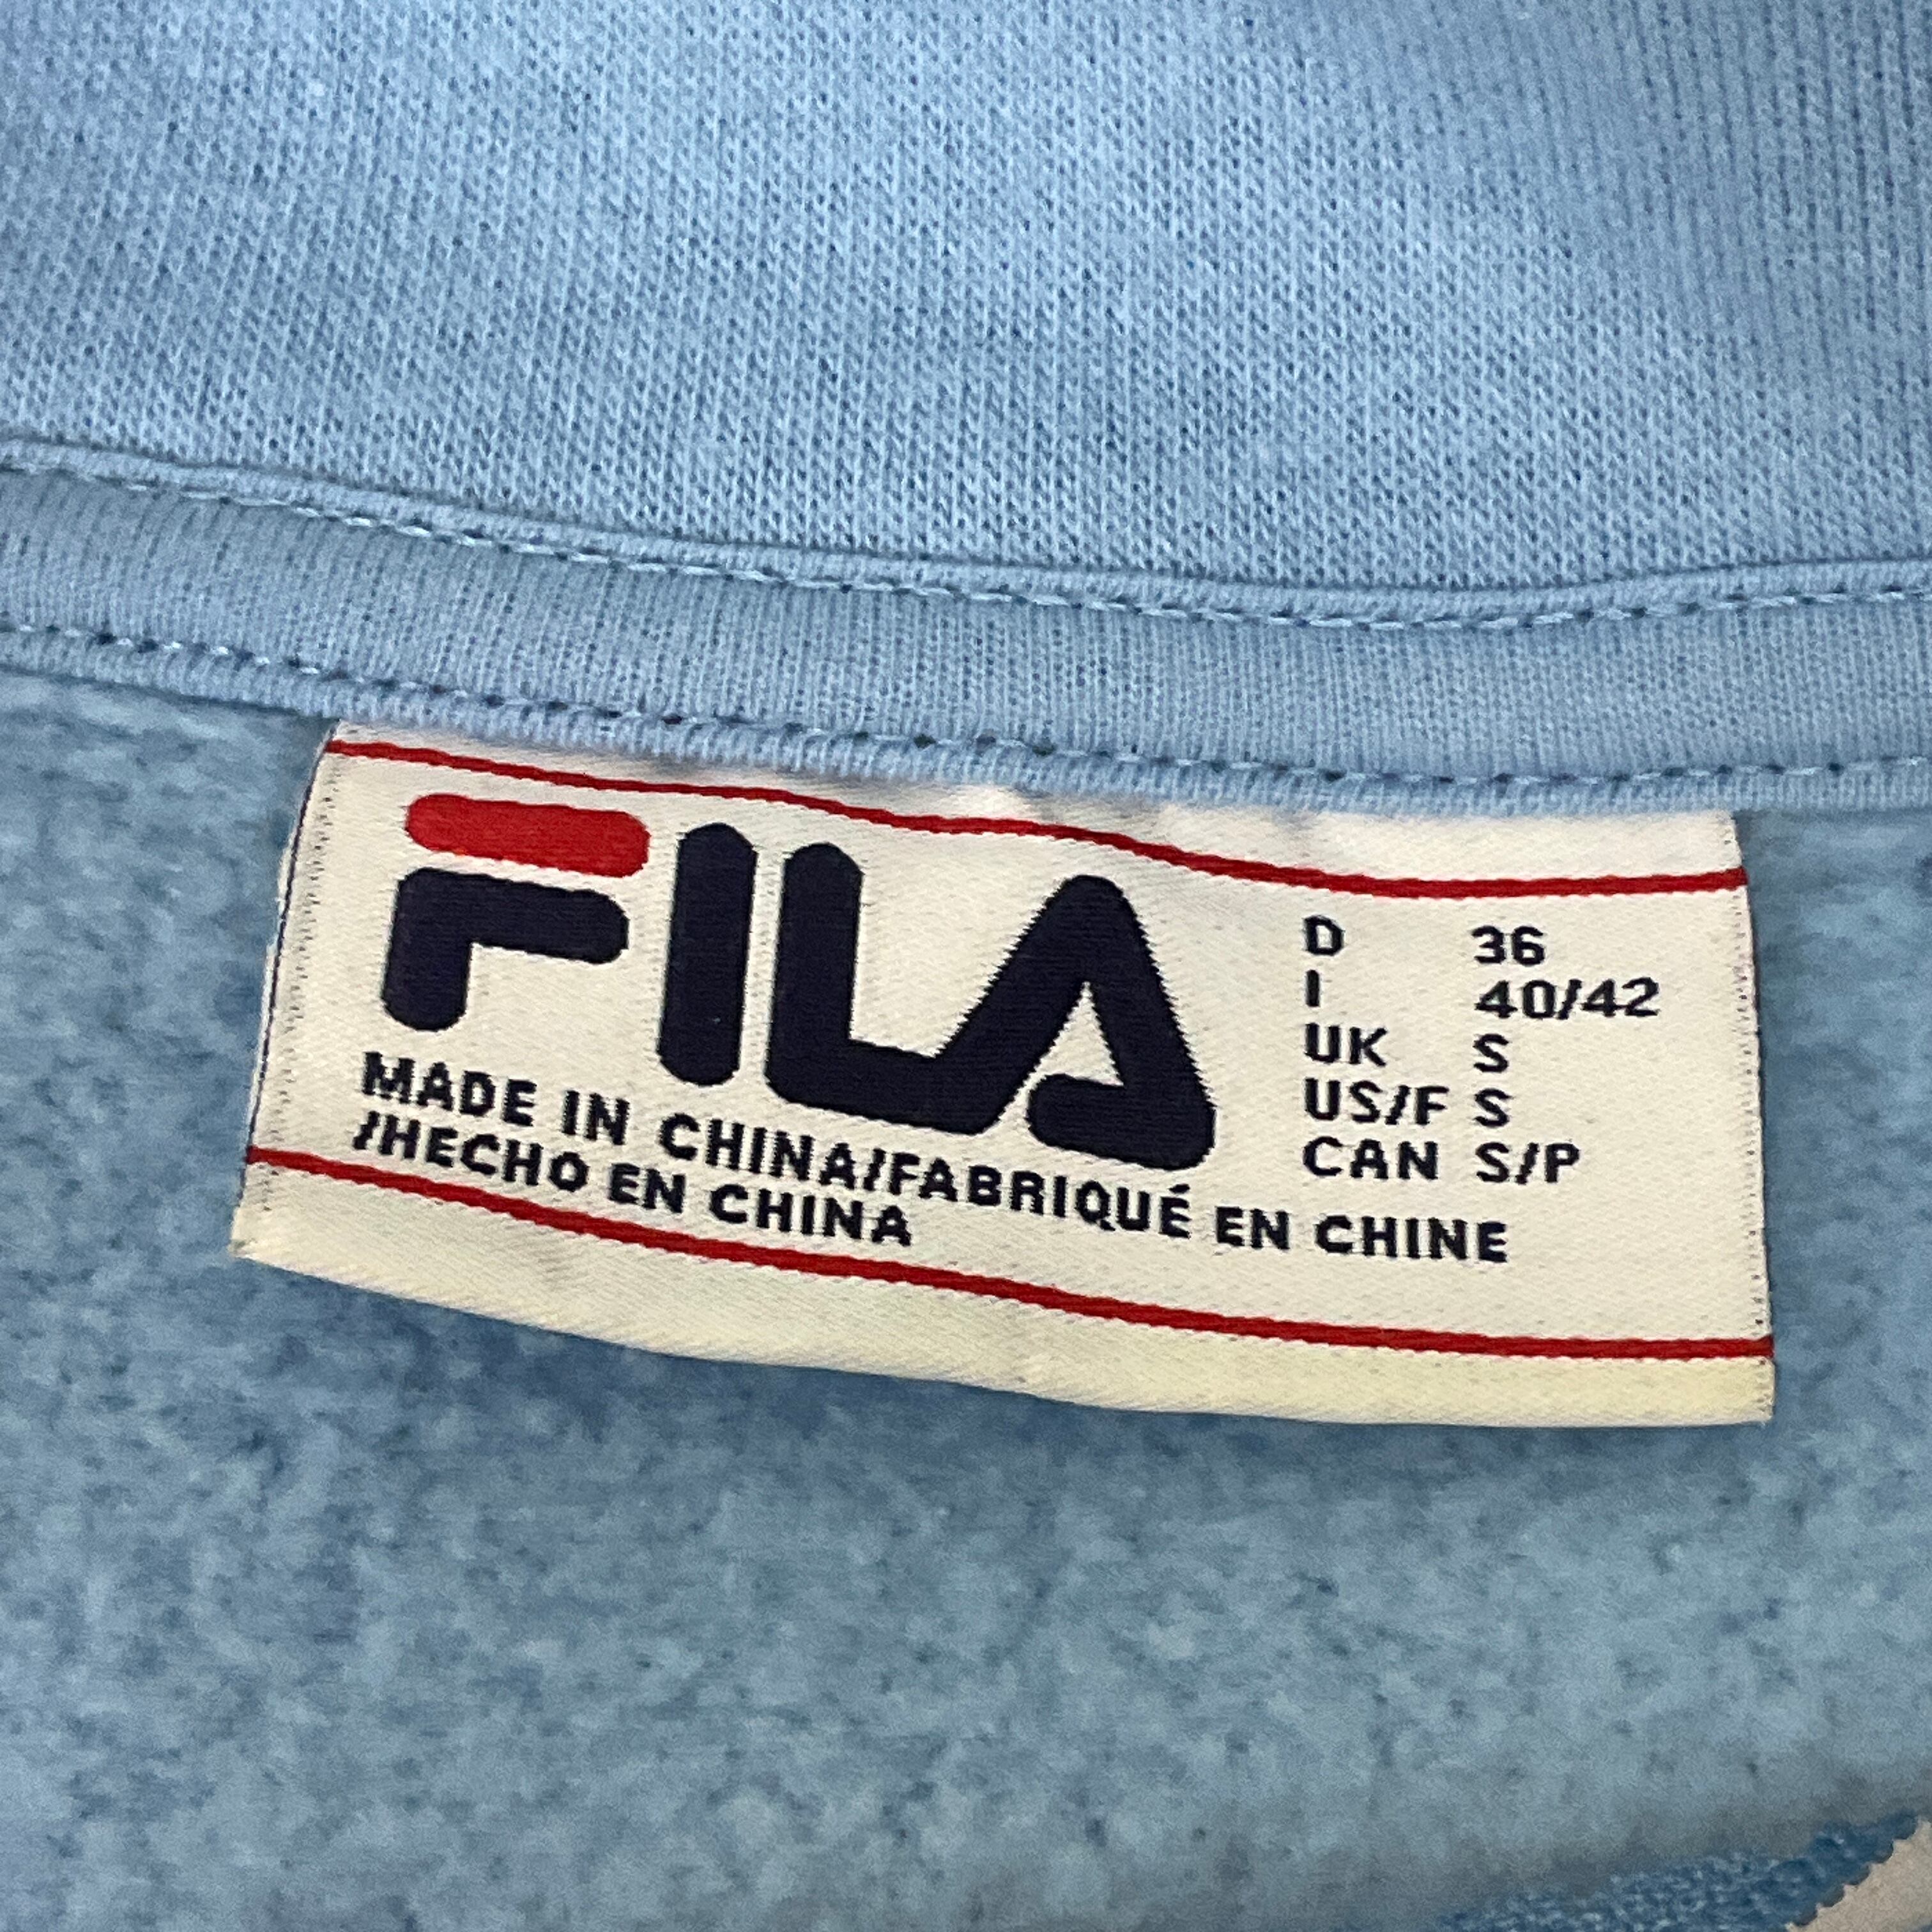 FILA
D 36
I 40/42
UK S
US/F S
CAN S/P
MADE IN CHINA/FABRIQUÉ EN CHINE
/HECHO EN CHINA